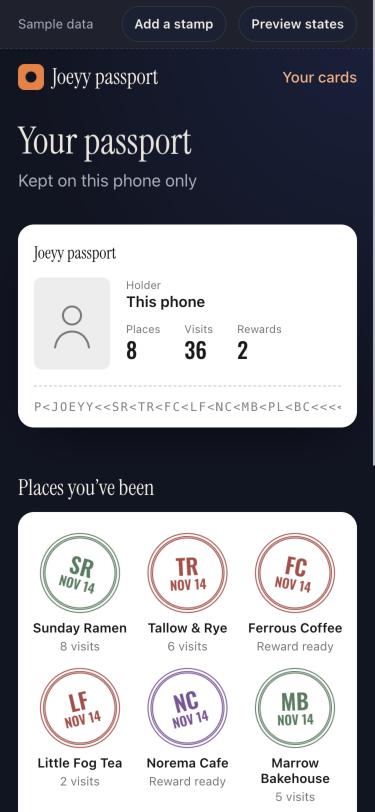 Sample data
Add a stamp
Preview states
Joeyy passport
Your cards
Your passport
Kept on this phone only
Joeyy passport
Holder
This phone
Places
Visits
Rewards
8
36
2
P<JOEYY<<SR<TR<FC<LF<NC<MB<PL<BC<<<<
Places you’ve been
SR
NOV 14
TR
NOV 14
FC
NOV 14
Sunday Ramen
Tallow & Rye
Ferrous Coffee
8 visits
6 visits
Reward ready
LF
NOV 14
NC
NOV 14
MB
NOV 14
Little Fog Tea
Norema Cafe
Marrow
Bakehouse
2 visits
Reward ready
5 visits